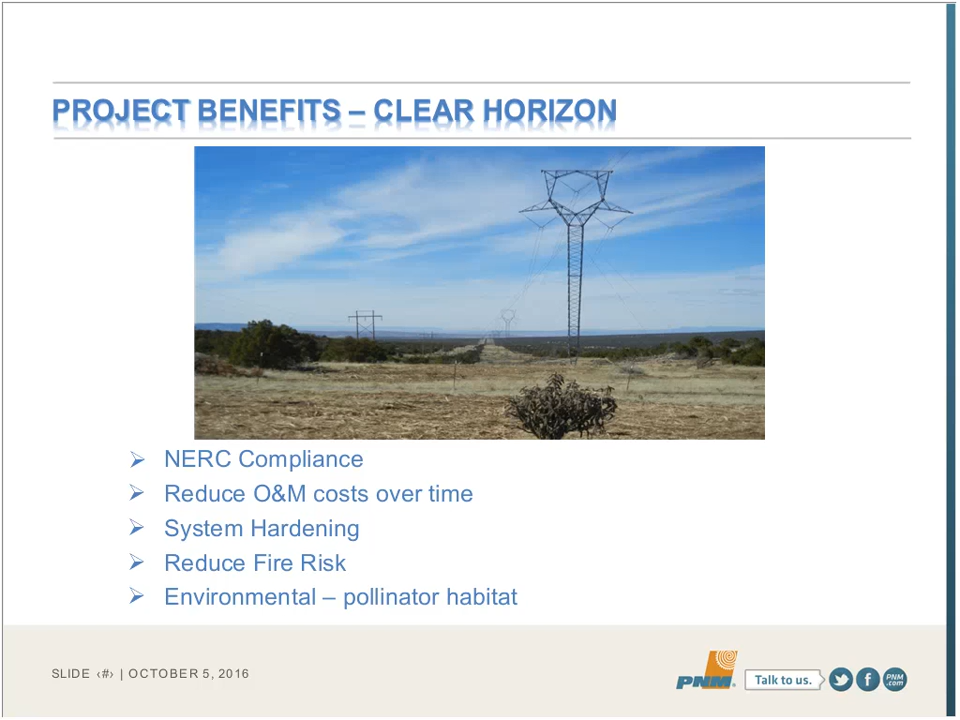 PROJECT BENEFITS – CLEAR HORIZON
➢ NERC Compliance
➢ Reduce O&M costs over time
➢ System Hardening
➢ Reduce Fire Risk
➢ Environmental – pollinator habitat
SLIDE ‹#› | OCTOBER 5, 2016
PNM®
Talk to us.
f
PNM
.com